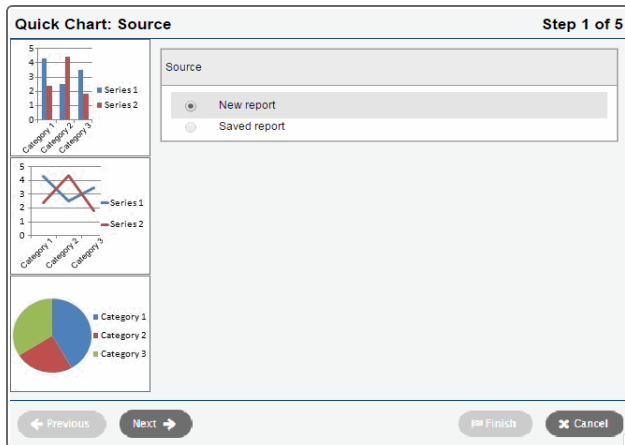 Quick Chart: Source Step 1 of 5
5
4
3
2
1
0
Category 1 Category 2 Category 3
Series 1
Series 2
Source
New report
Saved report
5
4
3
2
1
0
Category 1 Category 2 Category 3
Series 1
Series 2
Category 1
Category 2
Category 3
Previous Next Finish Cancel